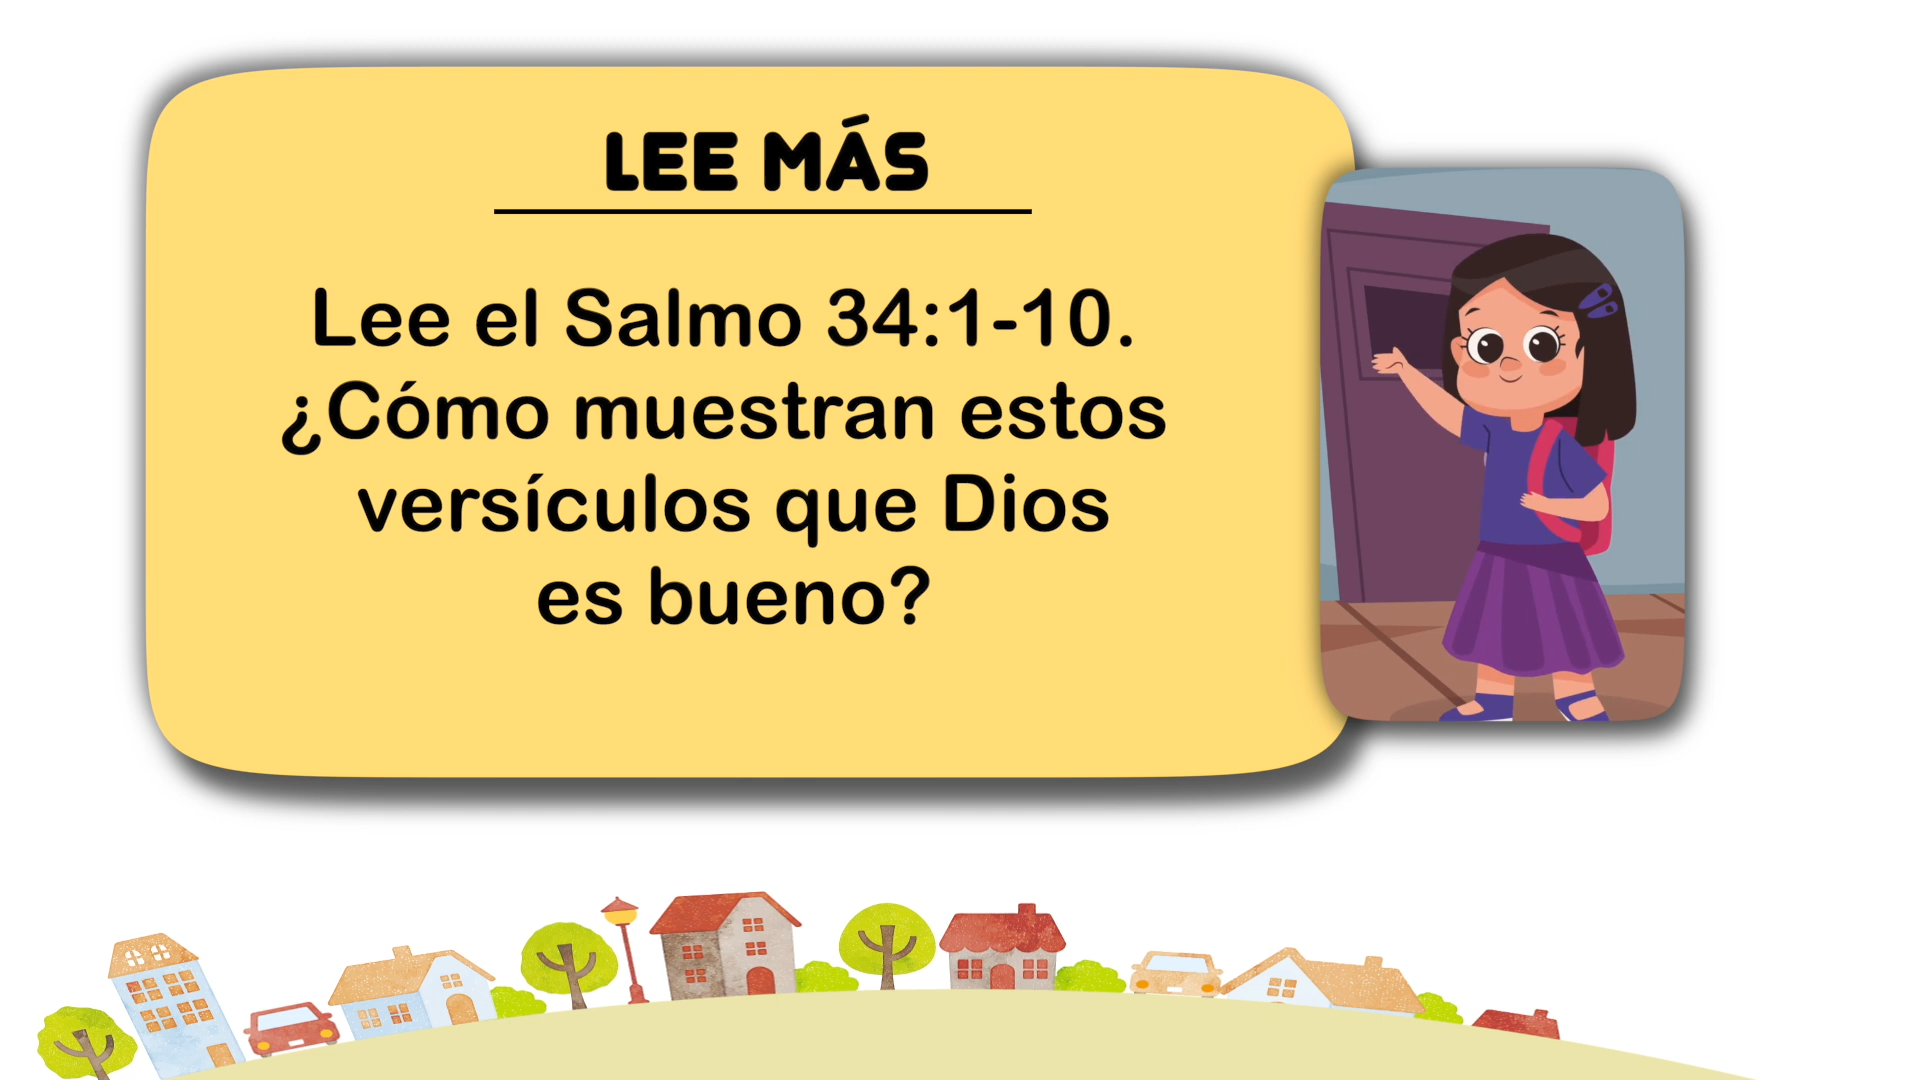 LEE MÁS
Lee el Salmo 34:1-10.
¿Cómo muestran estos
versículos que Dios
es bueno?